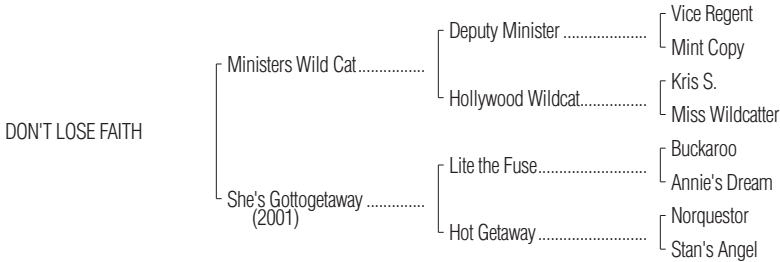 Vice Regent
Deputy Minister ....................
Mint Copy
Ministers Wild Cat................
Kris S.
Hollywood Wildcat................
Miss Wildcatter
DON'T LOSE FAITH
Buckaroo
Lite the Fuse..........................
Annie's Dream
She's Gottogetaway ..............
(2001)
Norquestor
Hot Getaway ..........................
Stan's Angel